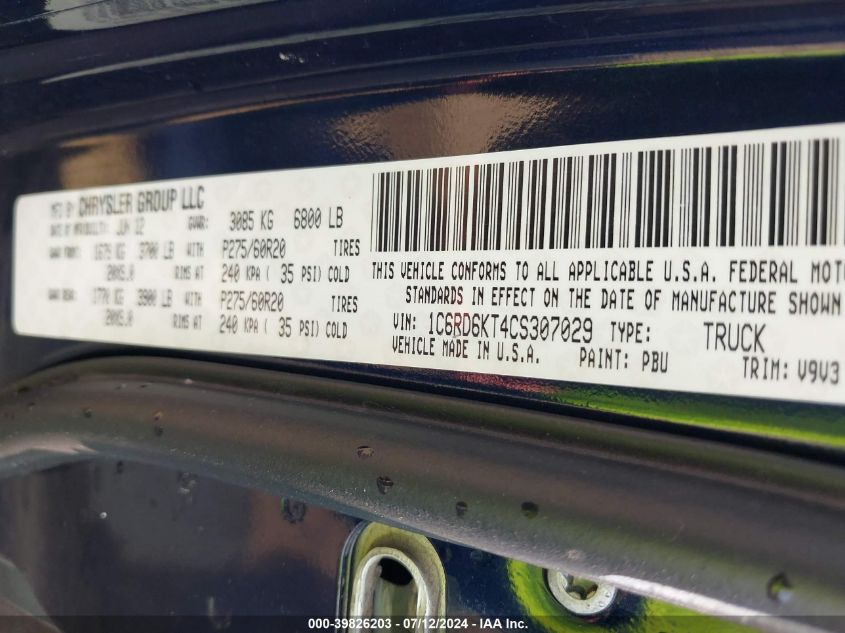 MFD BY CHRYSLER GROUP LLC
DATE OF MFR(BUILT): JUN 12 GVWR: 3085 KG 6800 LB
GAWR FRONT: 1675 KG 3700 LB WITH P275/60R20 TIRES
20X8.0 RIMS AT 240 KPA ( 35 PSI) COLD
GAWR REAR: 1770 KG 3900 LB WITH P275/60R20 TIRES
20X8.0 RIMS AT 240 KPA ( 35 PSI) COLD
THIS VEHICLE CONFORMS TO ALL APPLICABLE U.S.A. FEDERAL MOT
STANDARDS IN EFFECT ON THE DATE OF MANUFACTURE SHOWN
VIN: 1C6RD6KT4CS307029 TYPE: TRUCK
VEHICLE MADE IN U.S.A. PAINT: PBU TRIM: V9V3
000-39826203 - 07/12/2024 - IAA Inc.